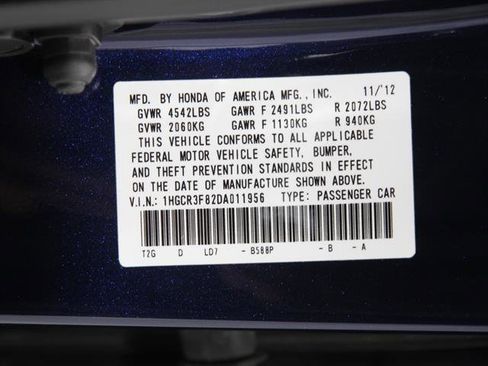 MFD. BY HONDA OF AMERICA MFG., INC. 11/'12
GVWR 4542LBS GAWR F 2491LBS R 2072LBS
GVWR 2060KG GAWR F 1130KG R 940KG
THIS VEHICLE CONFORMS TO ALL APPLICABLE
FEDERAL MOTOR VEHICLE SAFETY, BUMPER,
AND THEFT PREVENTION STANDARDS IN EFFECT
ON THE DATE OF MANUFACTURE SHOWN ABOVE.
V.I.N.: 1HGCR3F82DA011956 TYPE: PASSENGER CAR
T2G D LD7 - B588P - B - A